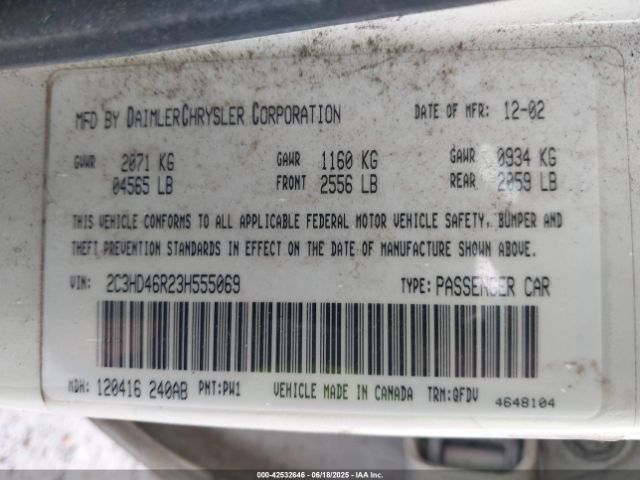 MFD BY DAIMLERCHRYSLER CORPORATION DATE OF MFR: 12-02
GVWR 2071 KG GAWR 1160 KG GAWR 0934 KG
04565 LB FRONT 2556 LB REAR 2059 LB
THIS VEHICLE CONFORMS TO ALL APPLICABLE FEDERAL MOTOR VEHICLE SAFETY, BUMPER AND
THEFT PREVENTION STANDARDS IN EFFECT ON THE DATE OF MANUFACTURE SHOWN ABOVE.
VIN: 2C3HD46R23H555069 TYPE: PASSENGER CAR
MDH: 120416 240AB PNT: PW1 VEHICLE MADE IN CANADA TRM: QFDV
4648104
00-42532646 - 06/18/2025 - IAA Inc.